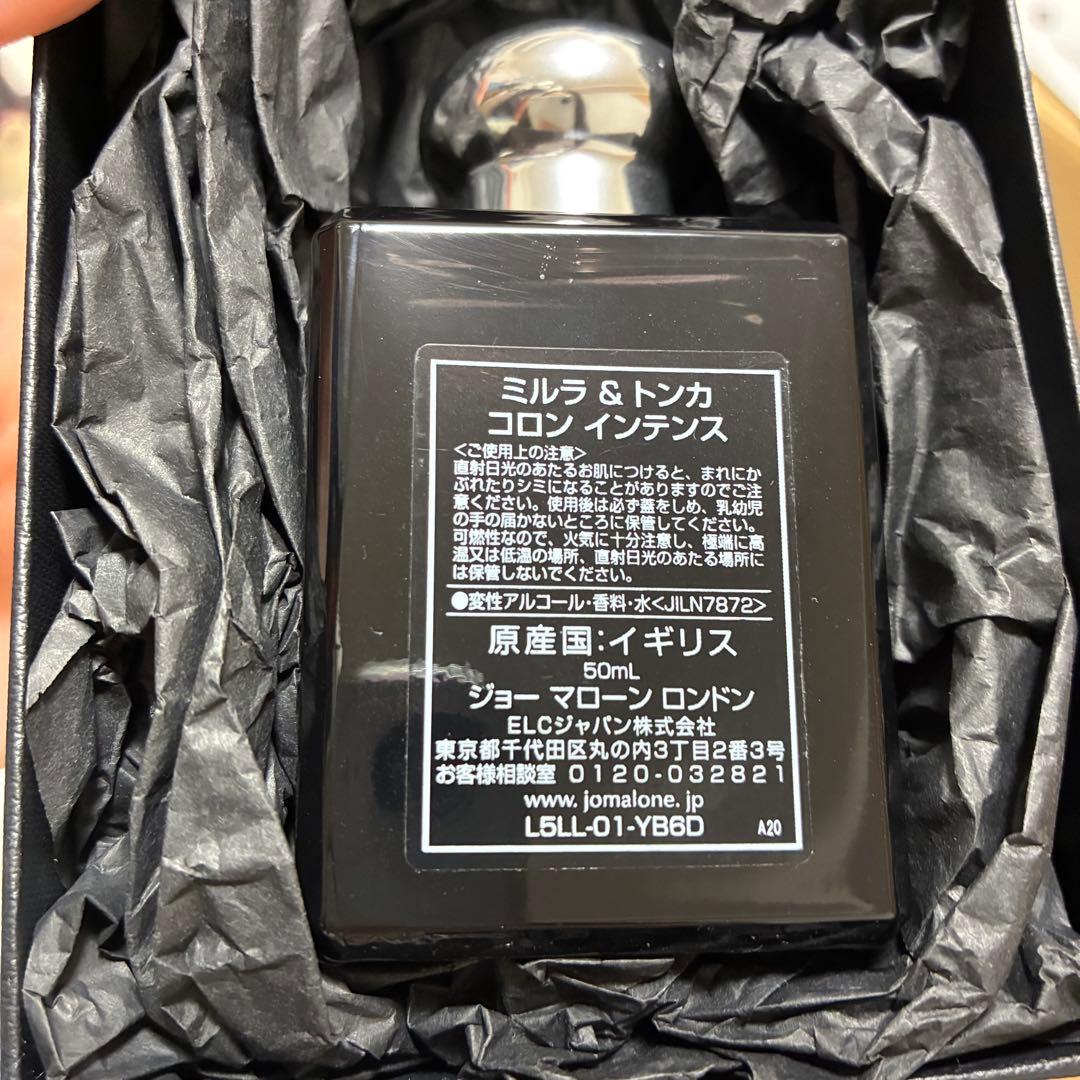 ミルラ & トンカ
コロン インテンス
<ご使用上の注意>
直射日光のあたるお肌につけると、まれにか
ぶれたりシミになることがありますのでご注
意ください。使用後は必ず蓋をしめ、乳幼児
の手の届かないところに保管してください。
可燃性なので、火気に十分注意し、極端に高
温又は低温の場所、直射日光のあたる場所に
は保管しないでください。
●変性アルコール・香料・水<JILN7872>
原産国:イギリス
50mL
ジョー マローン ロンドン
ELCジャパン株式会社
東京都千代田区丸の内3丁目2番3号
お客様相談室 0120-032821
www.jomalone.jp
L5LL-01-YB6D A20